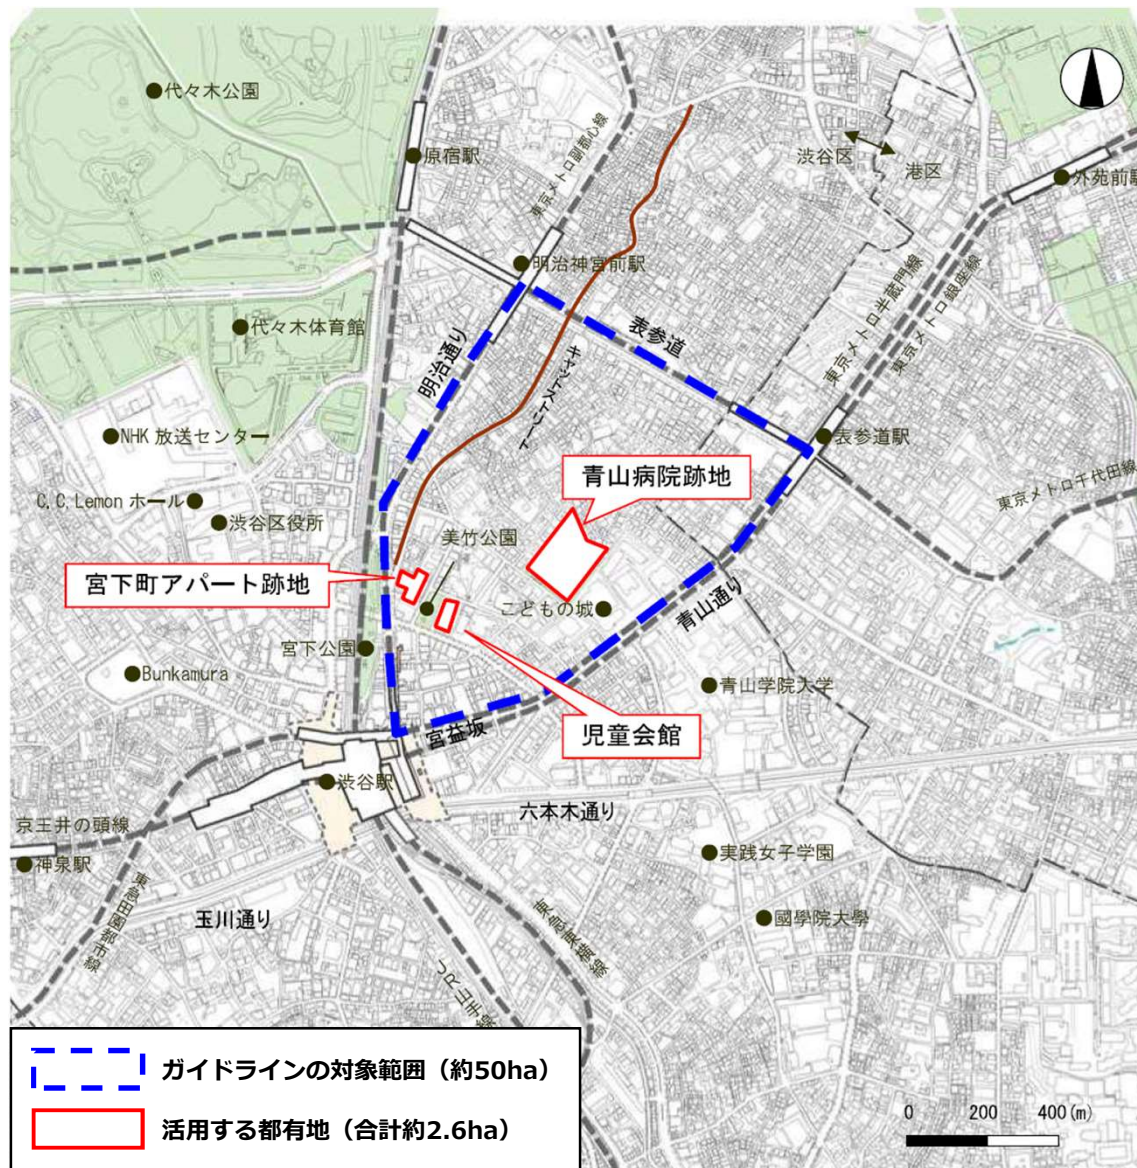 代々木公園
原宿駅
東京メトロ副都心線
渋谷区
港区
外苑前駅
明治神宮前駅
代々木体育館
明治通り
表参道
キャットストリート
東京メトロ半蔵門線
東京メトロ銀座線
NHK 放送センター
表参道駅
C.C.Lemon ホール
渋谷区役所
青山病院跡地
東京メトロ千代田線
美竹公園
宮下町アパート跡地
こどもの城
青山通り
宮下公園
Bunkamura
青山学院大学
宮益坂
児童会館
渋谷駅
六本木通り
京王井の頭線
神泉駅
実践女子学園
東急田園都市線
玉川通り
國學院大學
東急東横線
JR山手線
ガイドラインの対象範囲（約50ha）
活用する都有地（合計約2.6ha）
0 200 400(m)